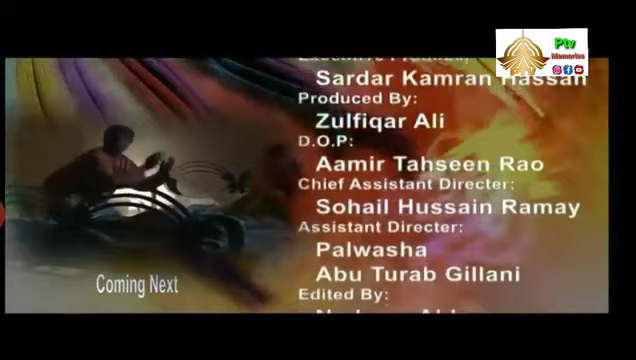 Ptv
Memories
Sardar Kamran Hassan
Produced By:
Zulfiqar Ali
D.O.P:
Aamir Tahseen Rao
Chief Assistant Directer:
Sohail Hussain Ramay
Assistant Directer:
Palwasha
Abu Turab Gillani
Edited By:
Coming Next